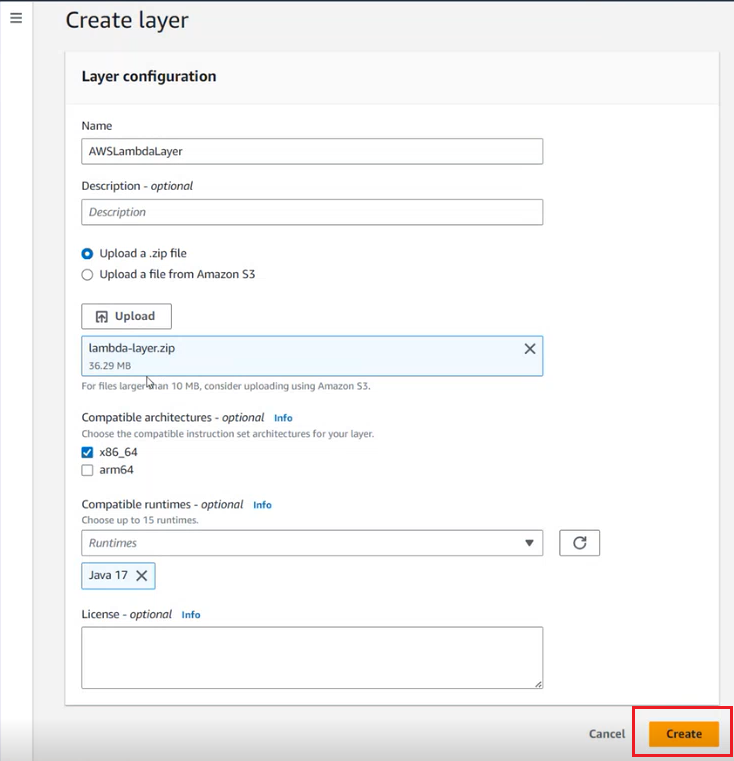 Create layer
Layer configuration
Name
AWSLambdaLayer
Description - optional
Description
Upload a .zip file
Upload a file from Amazon S3
Upload
lambda-layer.zip
36.29 MB
For files larger than 10 MB, consider uploading using Amazon S3.
Compatible architectures - optional Info
Choose the compatible instruction set architectures for your layer.
x86_64
arm64
Compatible runtimes - optional Info
Choose up to 15 runtimes.
Runtimes
Java 17
License - optional Info
Cancel Create